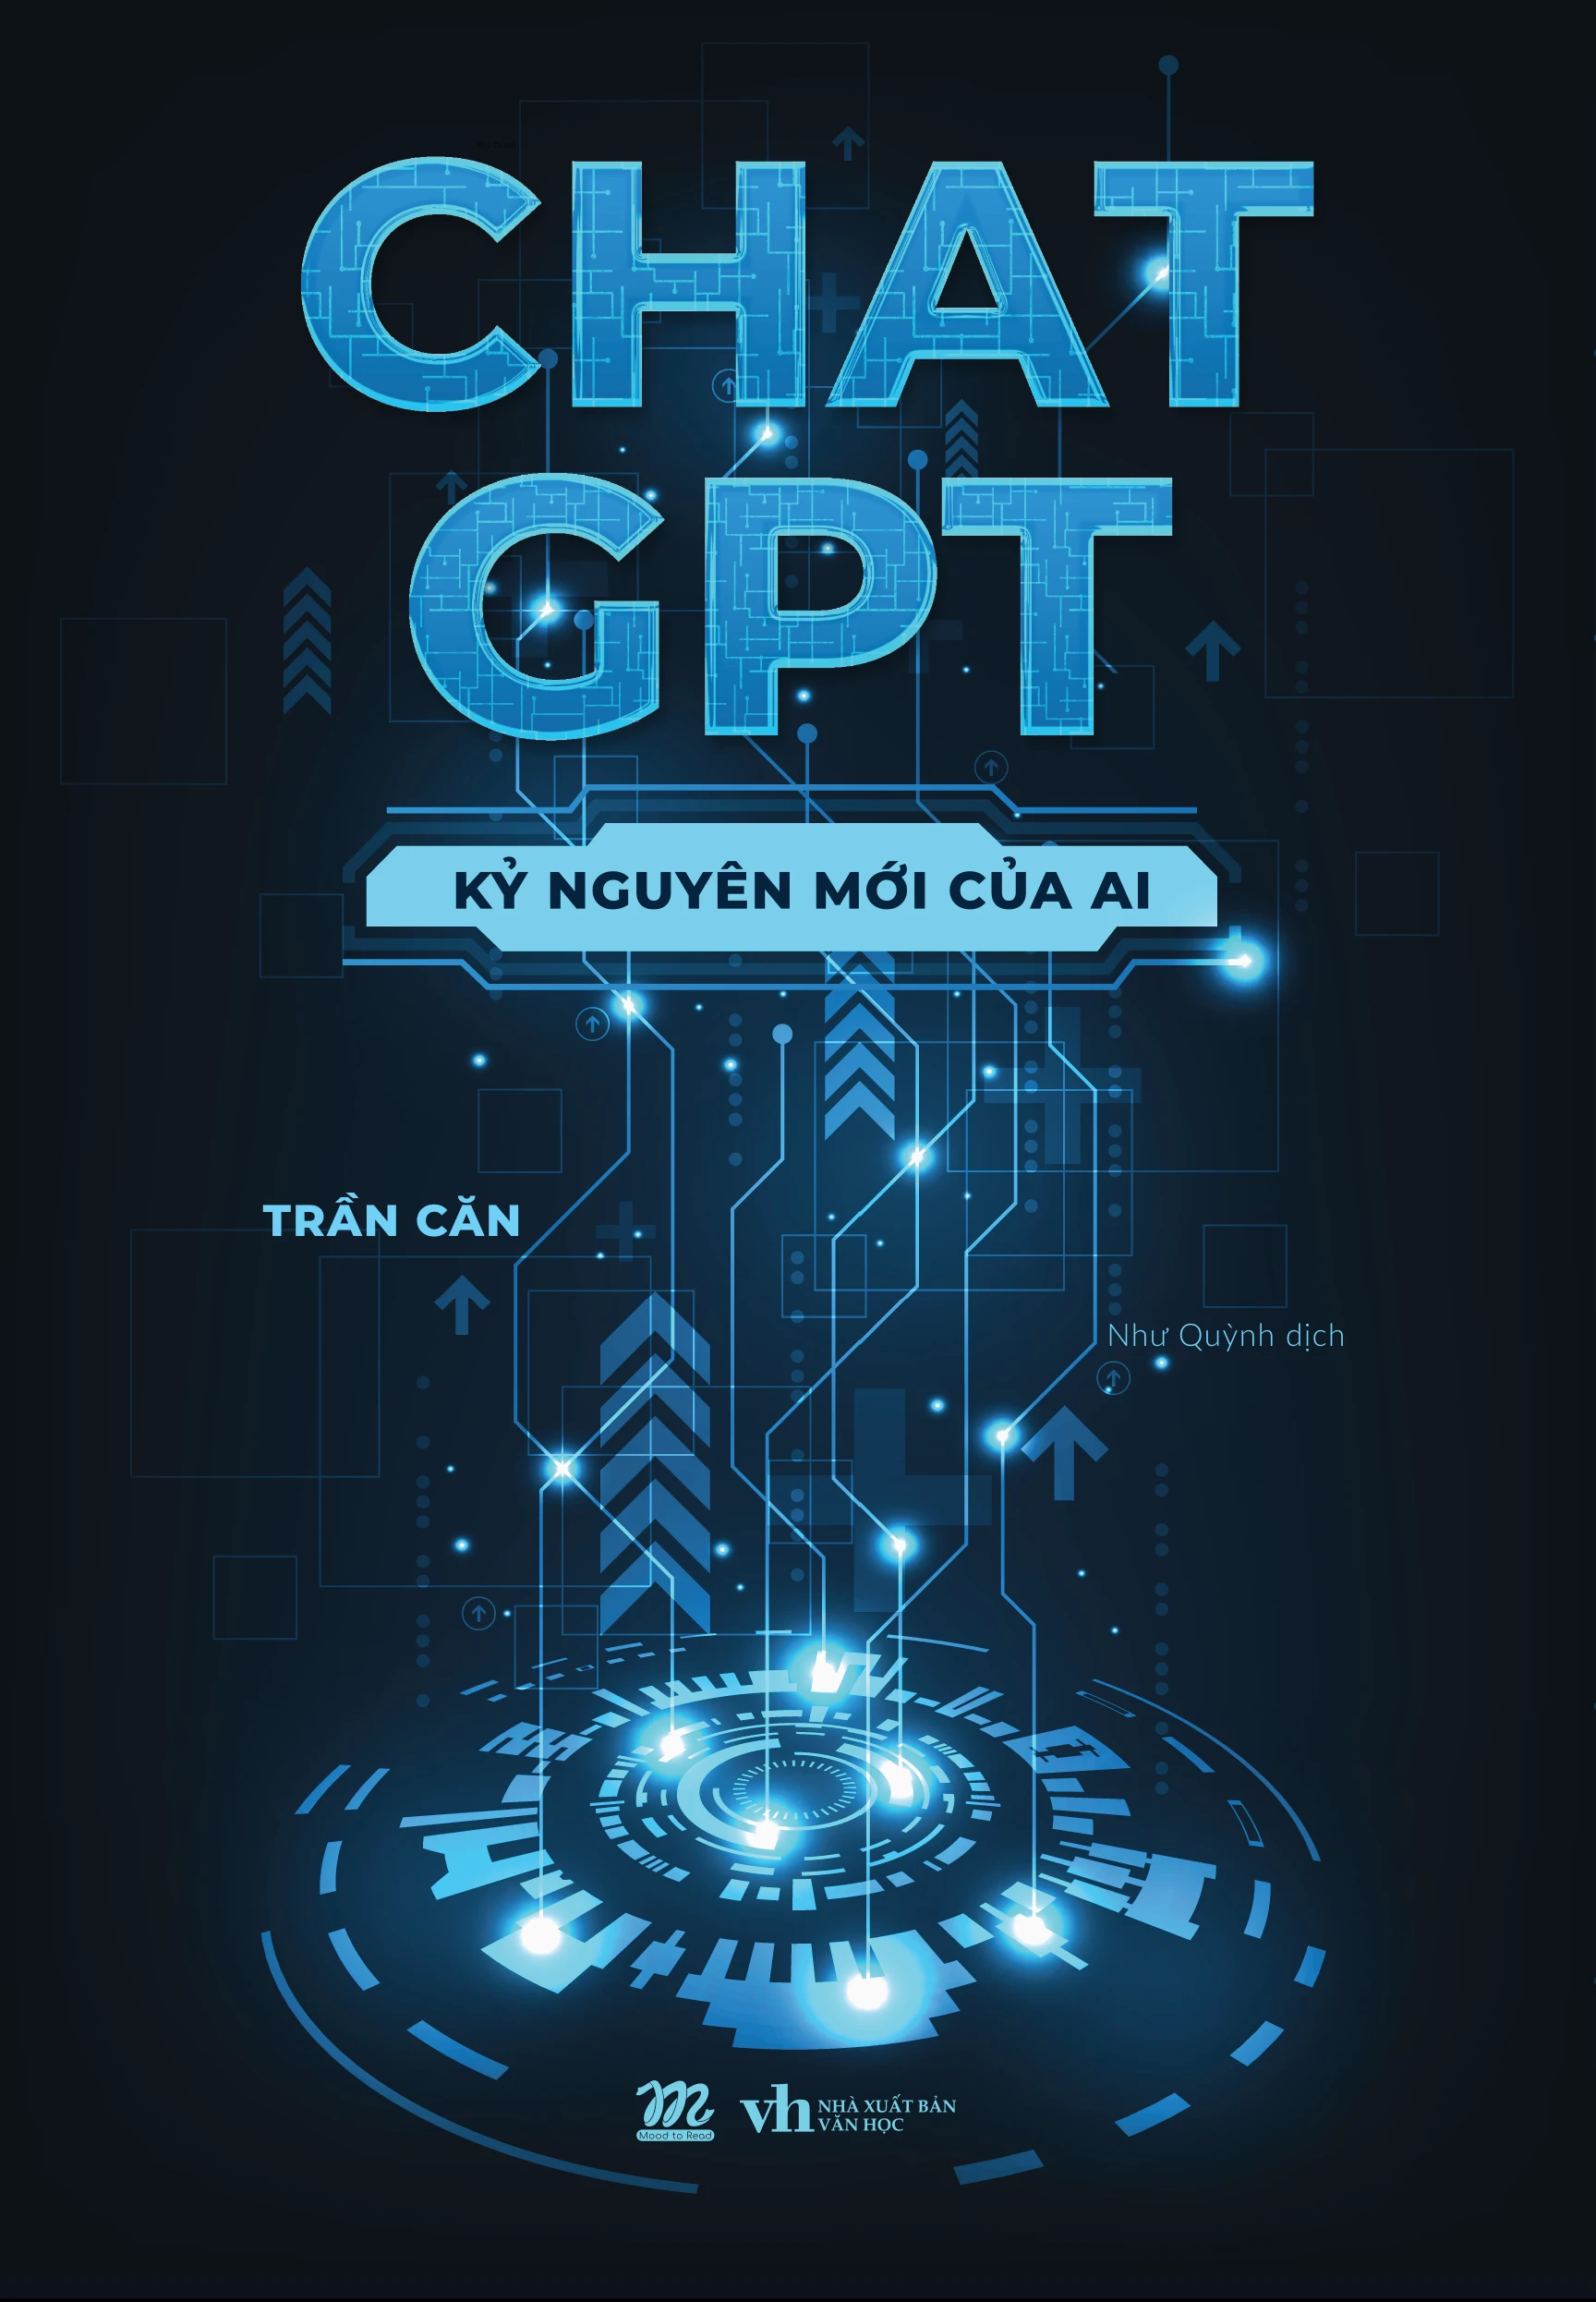 CHAT
GPT
KỶ NGUYÊN MỚI CỦA AI
TRẦN CĂN
Như Quỳnh dịch
Mood to Read
vh NHÀ XUẤT BẢN
VĂN HỌC